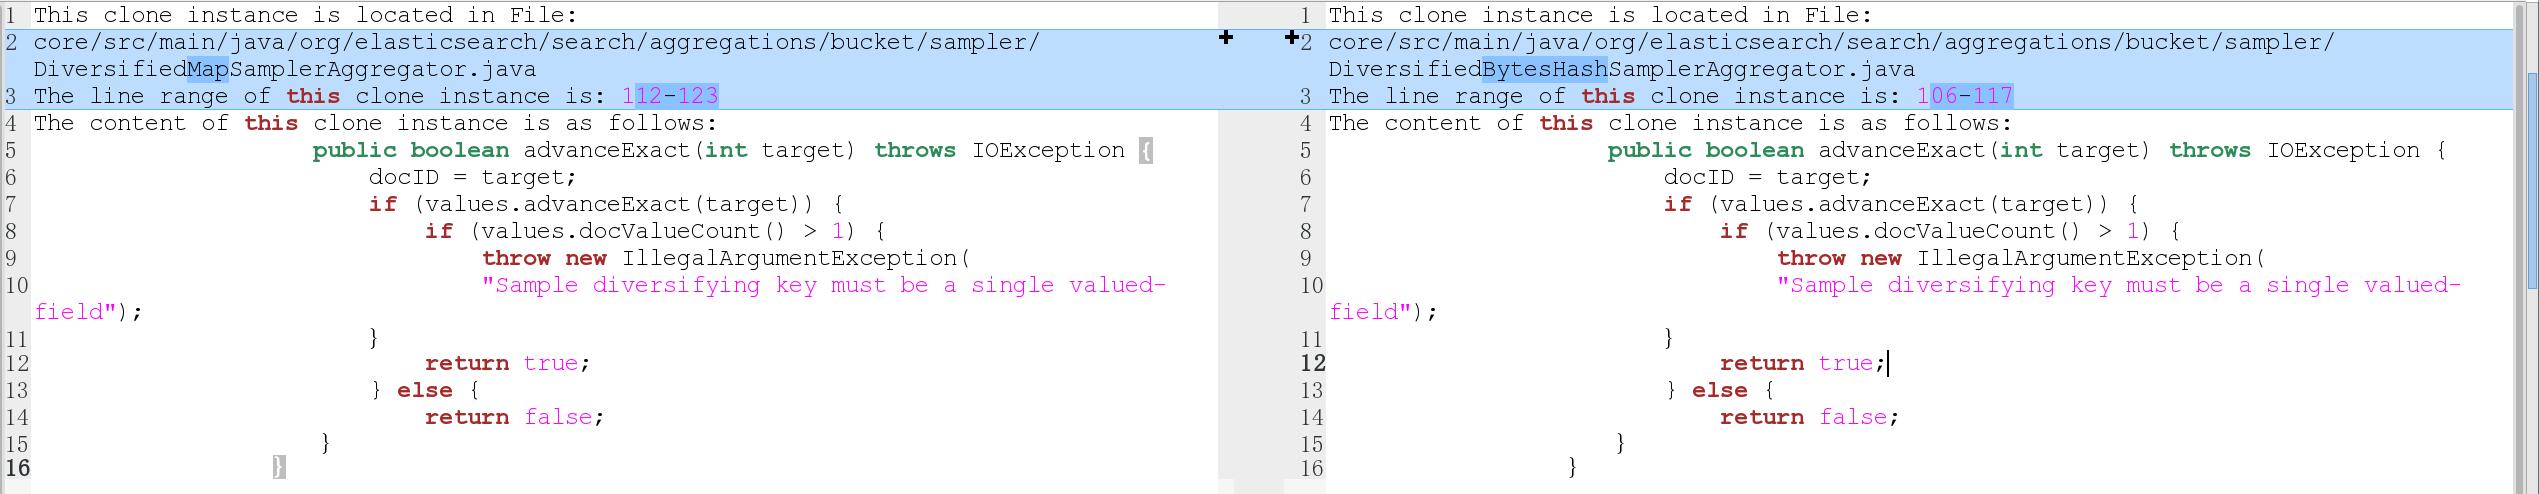 1 This clone instance is located in File:
2 core/src/main/java/org/elasticsearch/search/aggregations/bucket/sampler/
DiversifiedMapSamplerAggregator.java
3 The line range of this clone instance is: 112-123
4 The content of this clone instance is as follows:
5 public boolean advanceExact(int target) throws IOException {
6 docID = target;
7 if (values.advanceExact(target)) {
8 if (values.docValueCount() > 1) {
9 throw new IllegalArgumentException(
10 "Sample diversifying key must be a single valued-
field");
11 }
12 return true;
13 } else {
14 return false;
15 }
16 }
1 This clone instance is located in File:
2 core/src/main/java/org/elasticsearch/search/aggregations/bucket/sampler/
DiversifiedBytesHashSamplerAggregator.java
3 The line range of this clone instance is: 106-117
4 The content of this clone instance is as follows:
5 public boolean advanceExact(int target) throws IOException {
6 docID = target;
7 if (values.advanceExact(target)) {
8 if (values.docValueCount() > 1) {
9 throw new IllegalArgumentException(
10 "Sample diversifying key must be a single valued-
field");
11 }
12 return true;
13 } else {
14 return false;
15 }
16 }